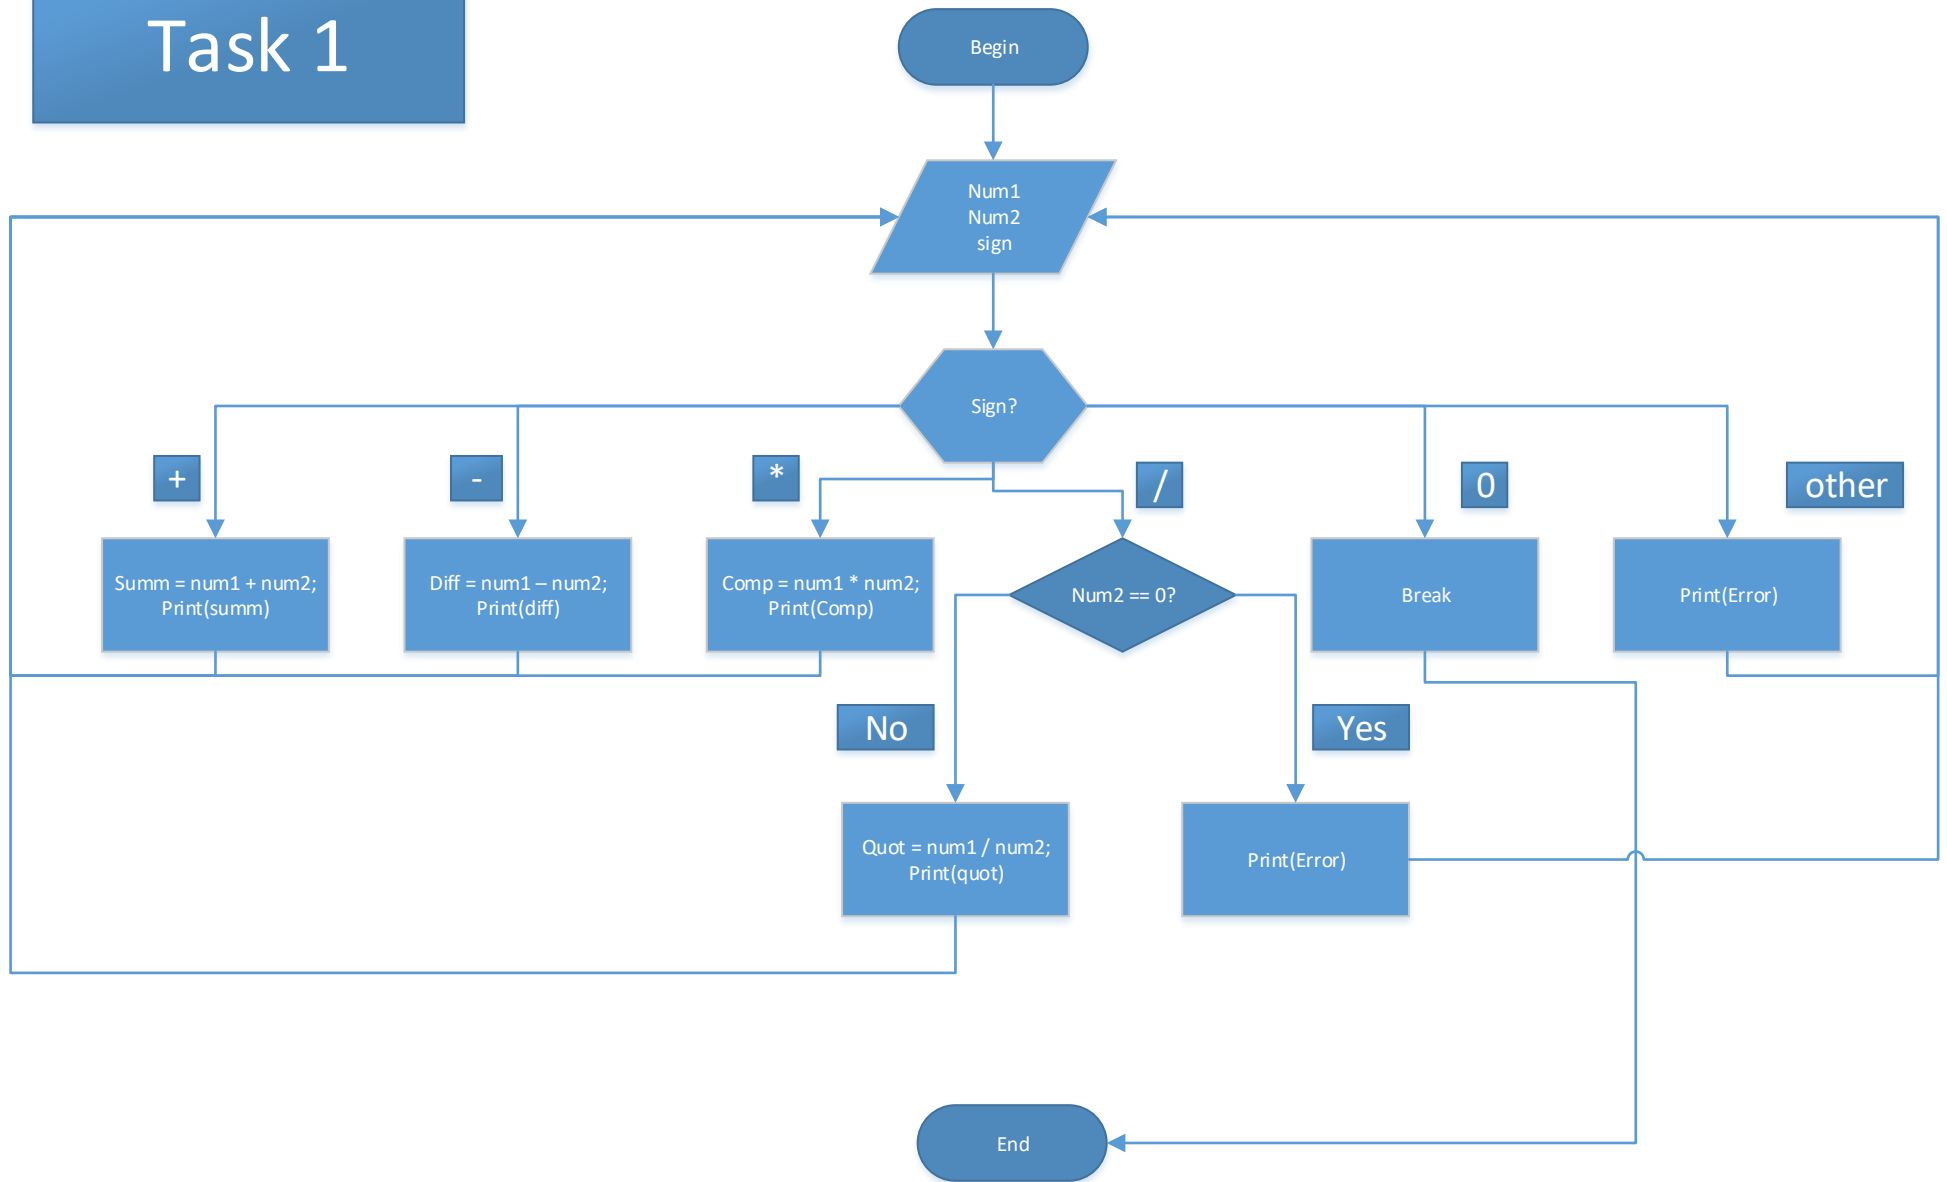 Task 1
Begin
Num1
Num2
sign
Sign?
+
-
*
/
0
other
Summ = num1 + num2;
Print(summ)
Diff = num1 – num2;
Print(diff)
Comp = num1 * num2;
Print(Comp)
Num2 == 0?
Break
Print(Error)
No
Yes
Quot = num1 / num2;
Print(quot)
Print(Error)
End